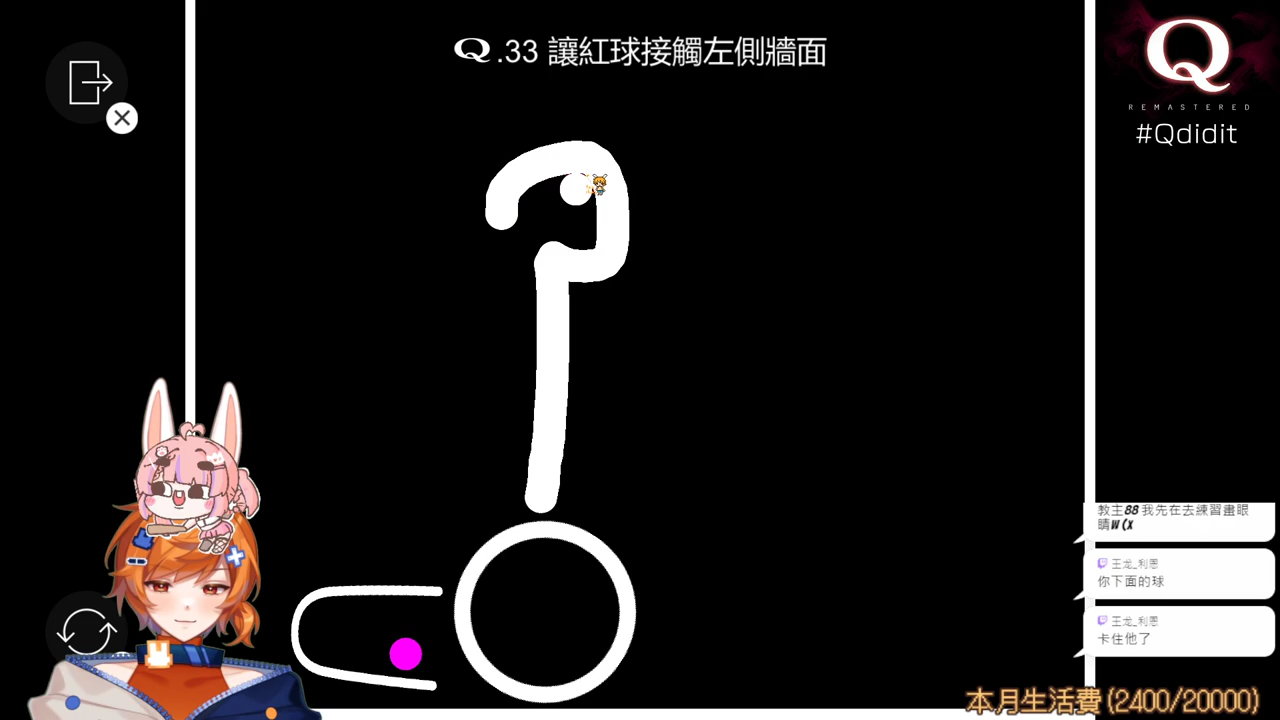 Q.33 讓紅球接觸左側牆面
Q
REMASTERED
#Qdidit
教主88 我先在去練習畫眼
睛W(X
王龙_利恩
你下面的球
王龙_利恩
卡住他了
本月生活費(2400/20000)